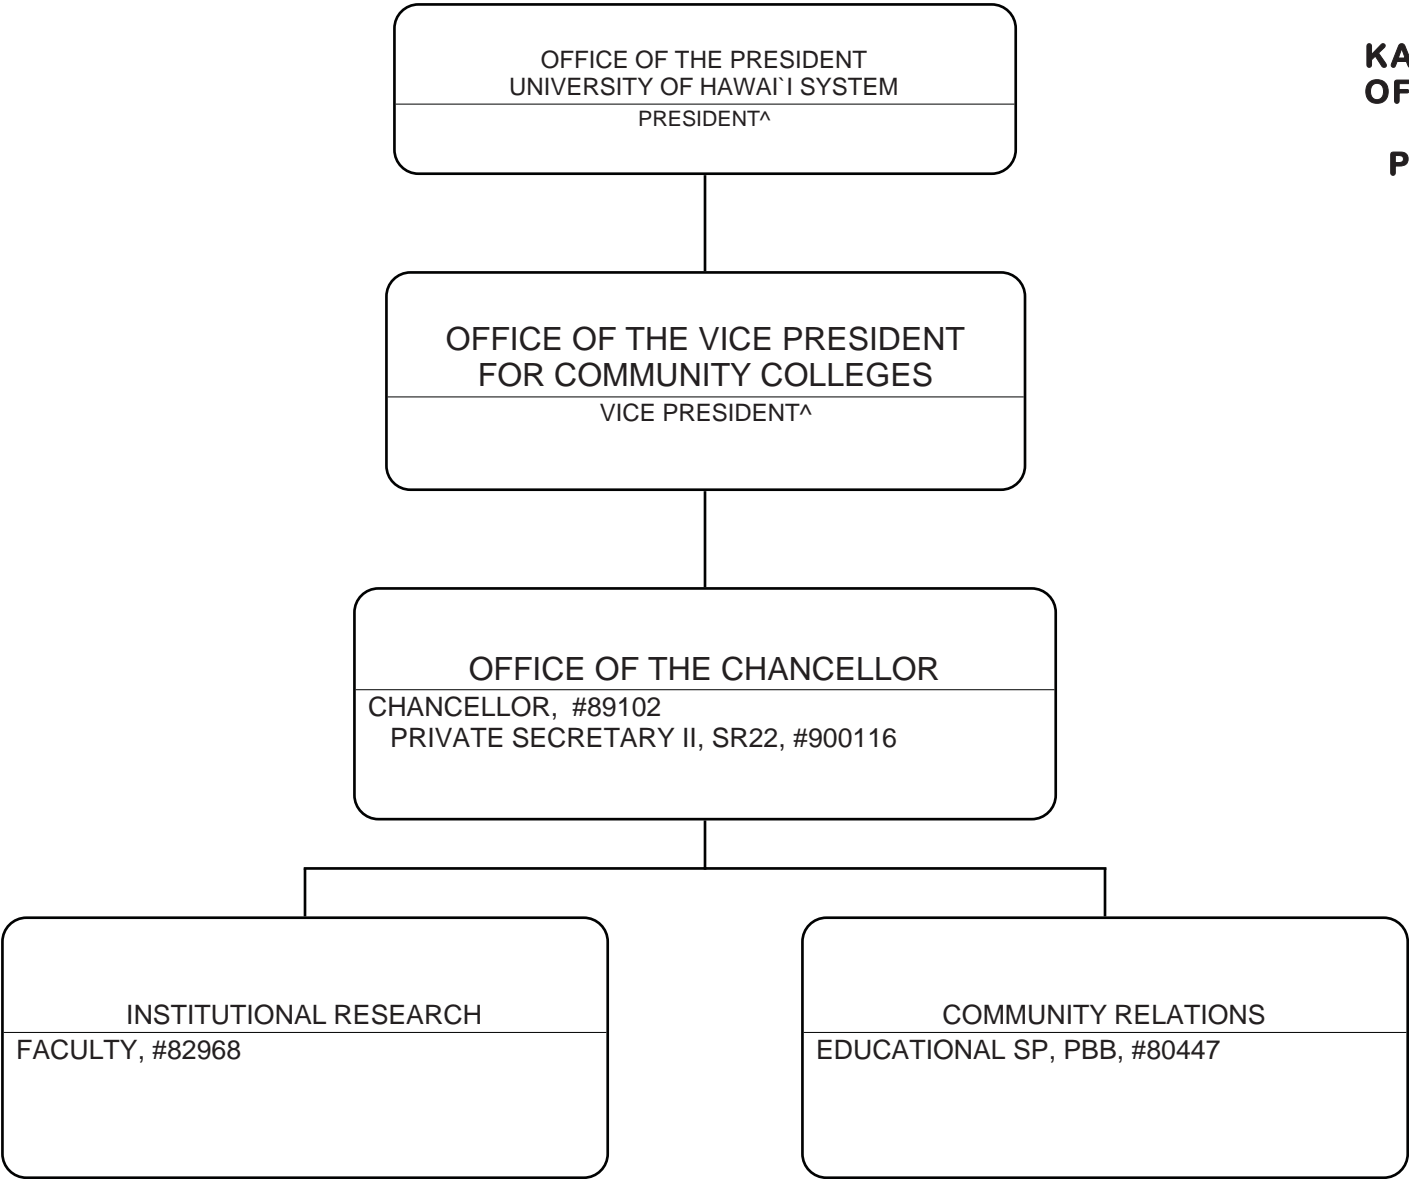 OFFICE OF THE PRESIDENT
UNIVERSITY OF HAWAI`I SYSTEM
PRESIDENT^
OFFICE OF THE VICE PRESIDENT
FOR COMMUNITY COLLEGES
VICE PRESIDENT^
OFFICE OF THE CHANCELLOR
CHANCELLOR, #89102
PRIVATE SECRETARY II, SR22, #900116
INSTITUTIONAL RESEARCH
FACULTY, #82968
COMMUNITY RELATIONS
EDUCATIONAL SP, PBB, #80447